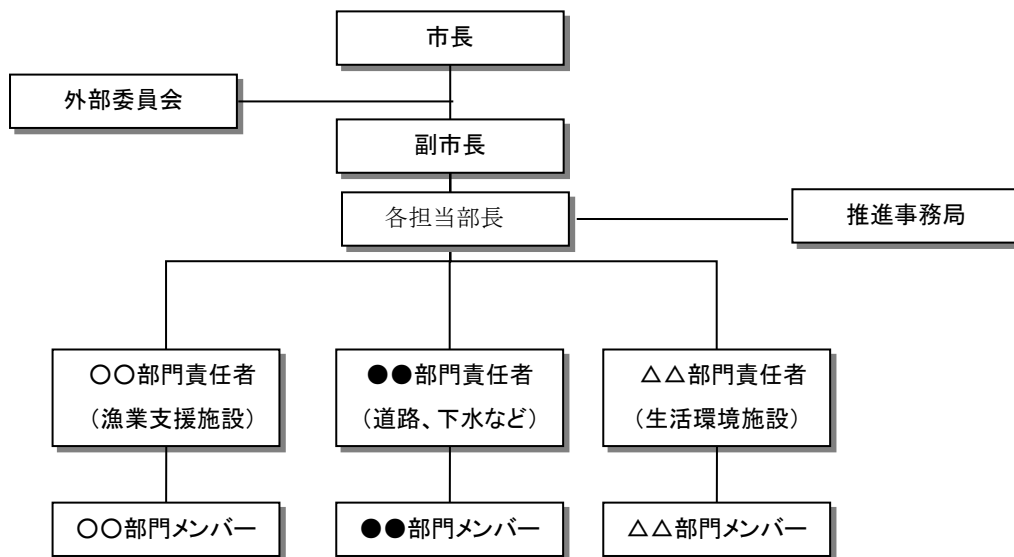 市長
外部委員会
副市長
各担当部長
推進事務局
○○部門責任者
(漁業支援施設)
●●部門責任者
(道路、下水など)
△△部門責任者
(生活環境施設)
○○部門メンバー
●●部門メンバー
△△部門メンバー